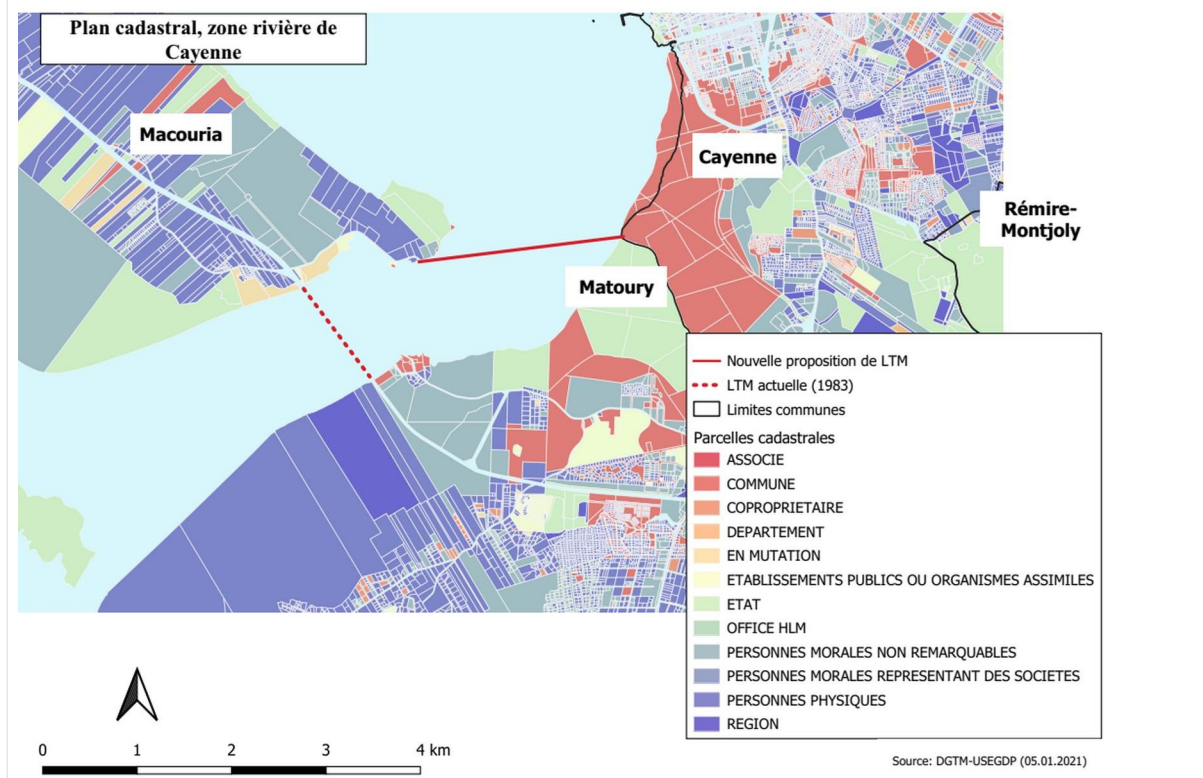 Plan cadastral, zone rivière de
Cayenne
Macouria
Cayenne
Rémire-
Montjoly
Matoury
Nouvelle proposition de LTM
LTM actuelle (1983)
Limites communes
Parcelles cadastrales
ASSOCIE
COMMUNE
COPROPRIETAIRE
DEPARTEMENT
EN MUTATION
ETABLISSEMENTS PUBLICS OU ORGANISMES ASSIMILES
ETAT
OFFICE HLM
PERSONNES MORALES NON REMARQUABLES
PERSONNES MORALES REPRESENTANT DES SOCIETES
PERSONNES PHYSIQUES
REGION
0 1 2 3 4 km
Source: DGTM-USEGDP (05.01.2021)